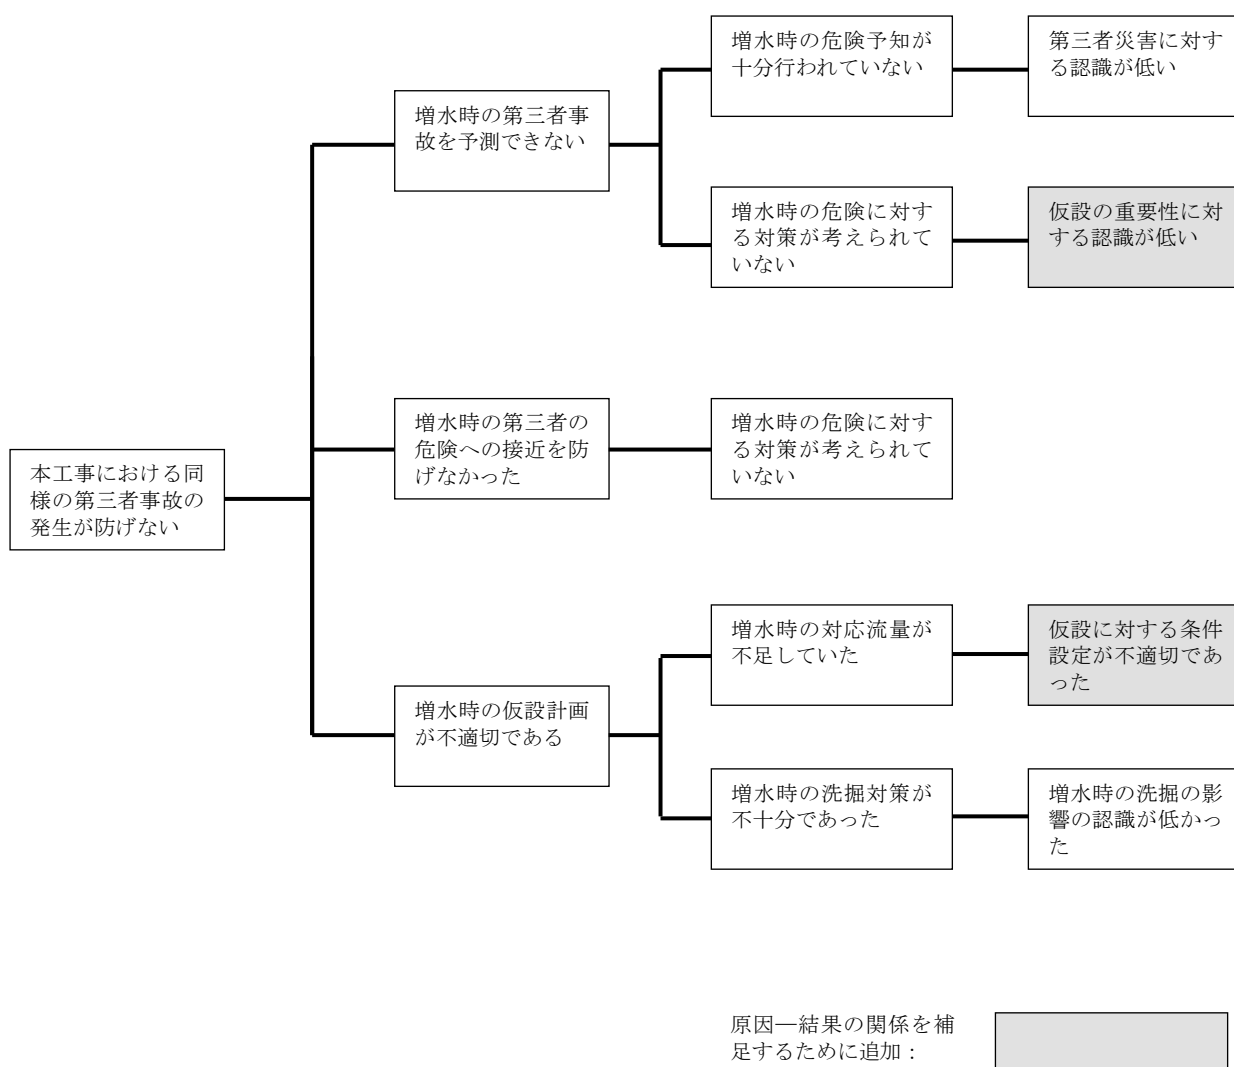 増水時の危険予知が
十分行われていない
第三者災害に対す
る認識が低い
増水時の第三者事
故を予測できない
増水時の危険に対す
る対策が考えられて
いない
仮設の重要性に対
する認識が低い
増水時の第三者の
危険への接近を防
げなかった
増水時の危険に対す
る対策が考えられて
いない
本工事における同
様の第三者事故の
発生が防げない
増水時の対応流量が
不足していた
仮設に対する条件
設定が不適切であ
った
増水時の仮設計画
が不適切である
増水時の洗掘対策が
不十分であった
増水時の洗掘の影
響の認識が低かっ
た
原因―結果の関係を補
足するために追加：